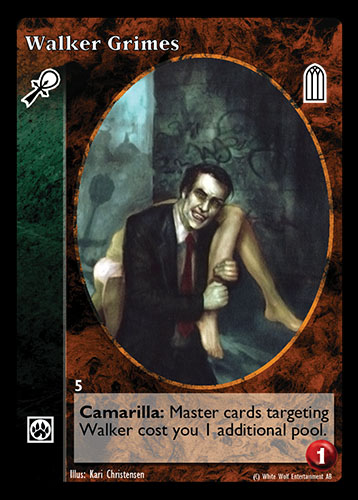 Walker Grimes
5
Camarilla: Master cards targeting
Walker cost you 1 additional pool.
1
Illus: Kari Christensen
(C) White Wolf Entertainment AB